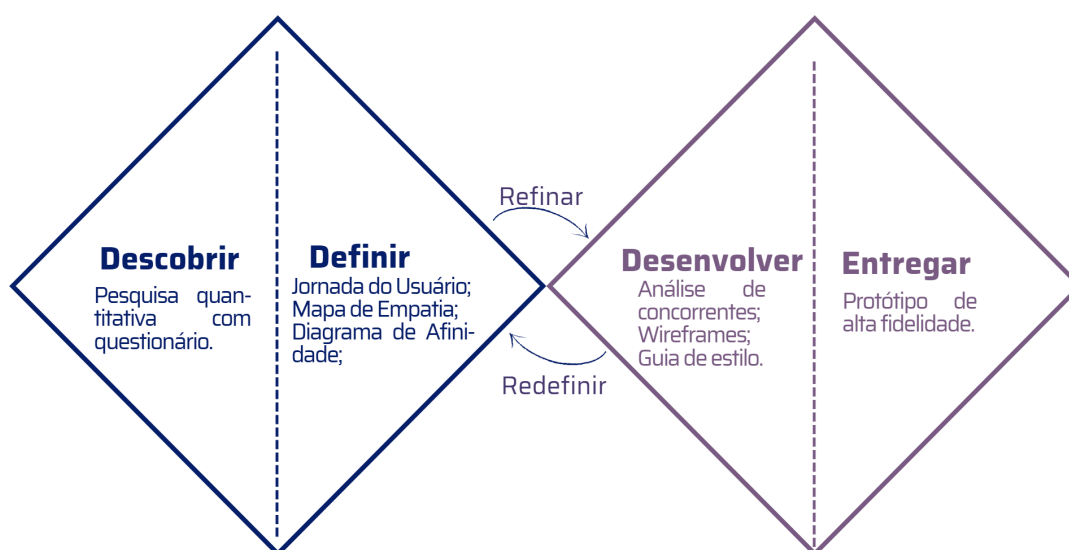 Descobrir
Pesquisa quan-
titativa com
questionário.
Definir
Jornada do Usuário;
Mapa de Empatia;
Diagrama de Afini-
dade;
Refinar
Redefinir
Desenvolver
Análise de
concorrentes;
Wireframes;
Guia de estilo.
Entregar
Protótipo de
alta fidelidade.